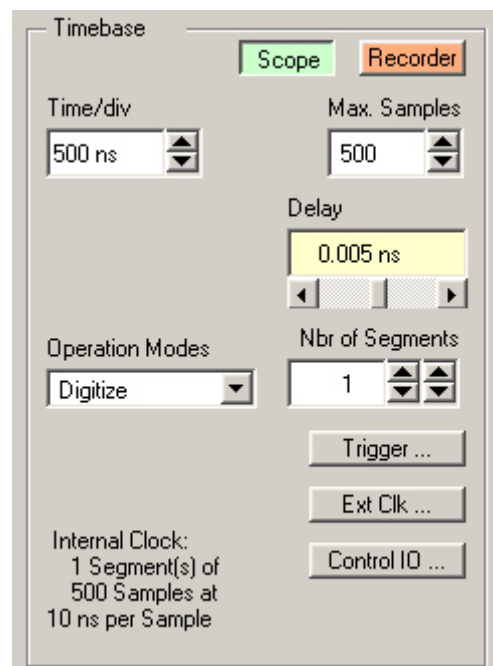 Timebase
Scope Recorder
Time/div Max. Samples
500 ns 500
Delay
0.005 ns
Operation Modes Nbr of Segments
Digitize 1
Trigger ...
Ext Clk ...
Control IO ...
Internal Clock:
1 Segment(s) of
500 Samples at
10 ns per Sample